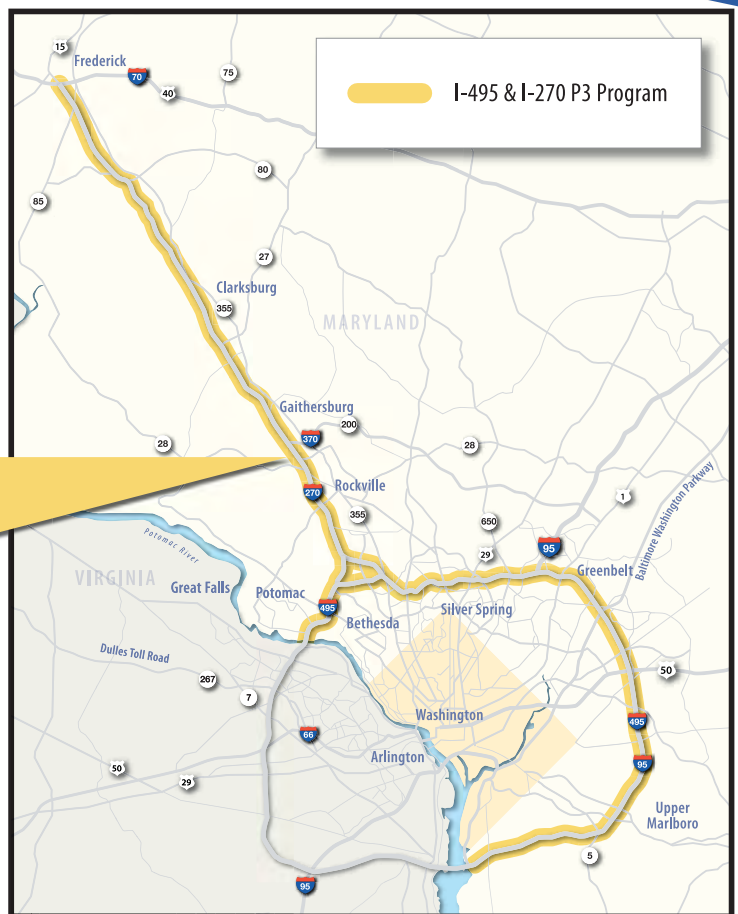 15
Frederick
70
75
40
I-495 & I-270 P3 Program
80
85
27
Clarksburg
355
MARYLAND
Gaithersburg
200
370
28
28
270
Rockville
355
650
1
Baltimore Washington Parkway
29
95
Potomac River
VIRGINIA
Great Falls
Potomac
Greenbelt
495
Bethesda
Silver Spring
Dulles Toll Road
267
7
50
Washington
495
66
Arlington
95
50
29
Upper
Marlboro
5
95